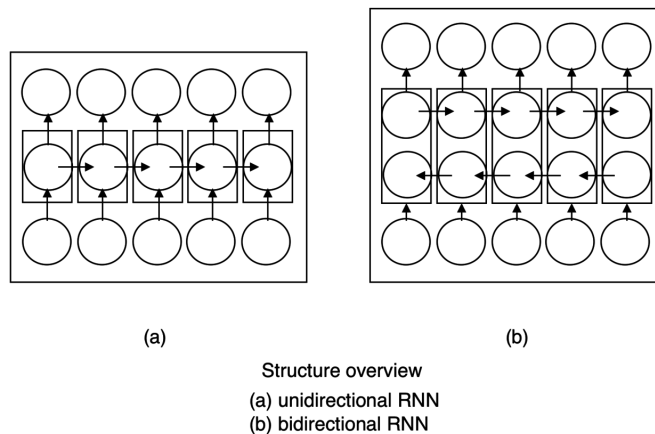 (a)
(b)
Structure overview
(a) unidirectional RNN
(b) bidirectional RNN